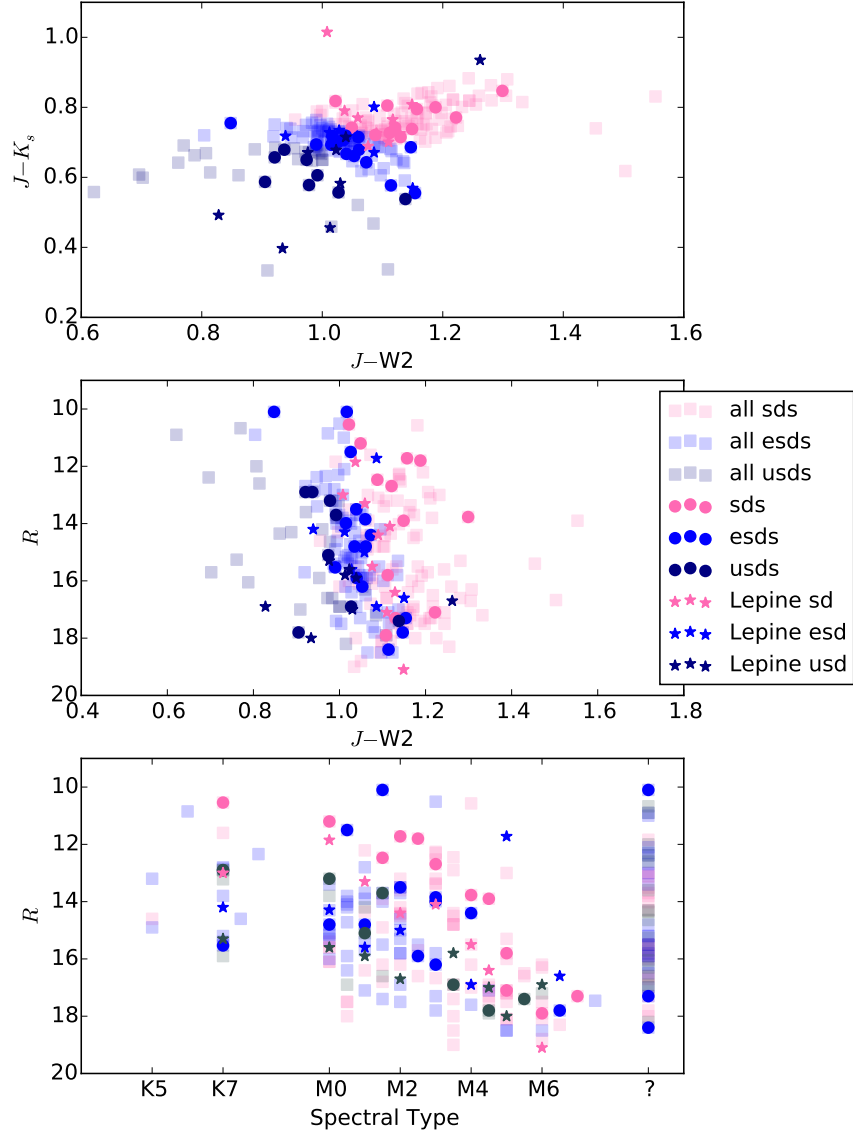 1.0
0.8
0.6
0.4
0.2
J−Kₛ
0.6 0.8 1.0 1.2 1.4 1.6
J−W2
10
12
14
16
18
20
R
0.4 0.6 0.8 1.0 1.2 1.4 1.6 1.8
J−W2
all sds
all esds
all usds
sds
esds
usds
Lepine sd
Lepine esd
Lepine usd
10
12
14
16
18
20
R
K5 K7 M0 M2 M4 M6 ?
Spectral Type